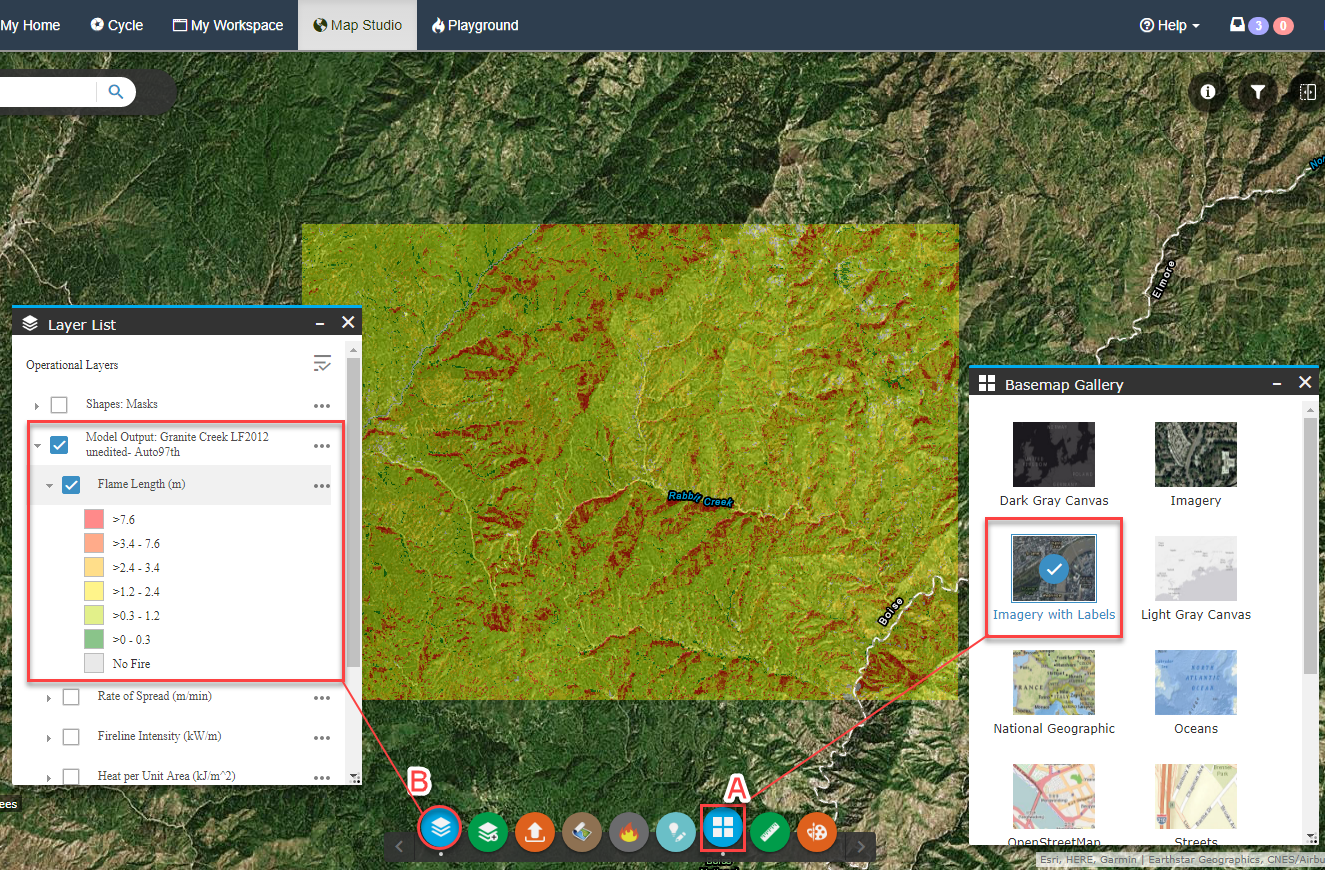 My Home
Cycle
My Workspace
Map Studio
Playground
Help
3
0
Elmore
Layer List
Operational Layers
Shapes: Masks
Model Output: Granite Creek LF2012
unedited- Auto97th
Flame Length (m)
>7.6
>3.4 - 7.6
>2.4 - 3.4
>1.2 - 2.4
>0.3 - 1.2
>0 - 0.3
No Fire
Rate of Spread (m/min)
Fireline Intensity (kW/m)
Heat per Unit Area (kJ/m^2)
Rabbit Creek
Boise
Basemap Gallery
Dark Gray Canvas
Imagery
Imagery with Labels
Light Gray Canvas
National Geographic
Oceans
OpenStreetMap
Streets
B
A
Esri, HERE, Garmin | Earthstar Geographics, CNES/Airbu